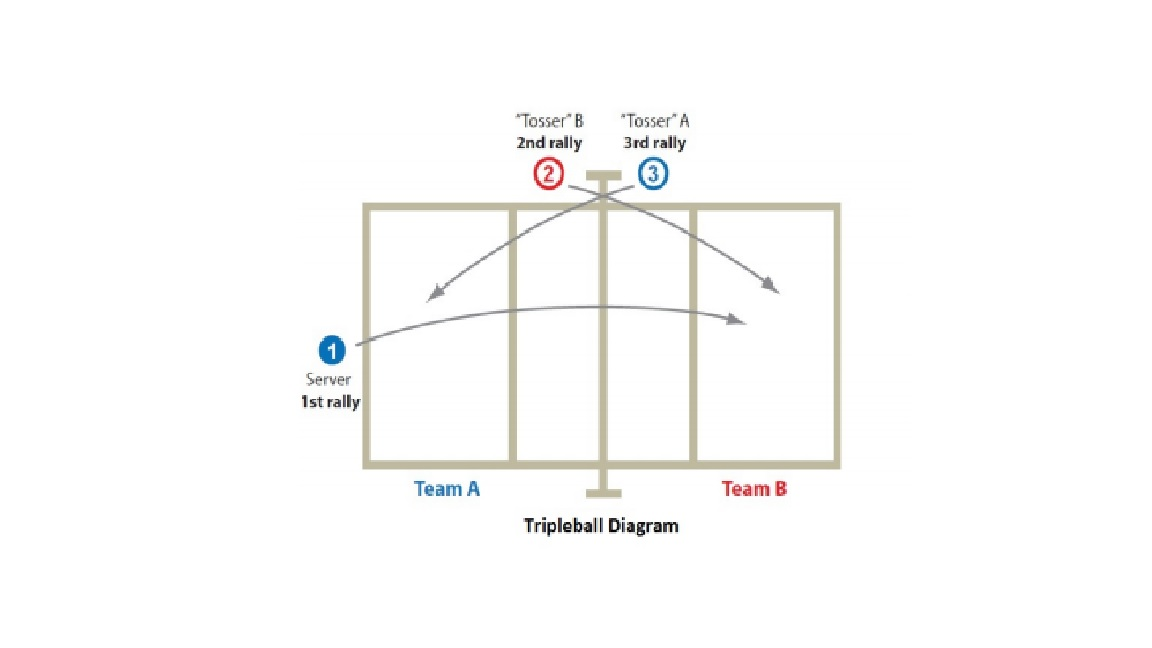 "Tosser" B
2nd rally
2
"Tosser" A
3rd rally
3
1
Server
1st rally
Team A
Team B
Tripleball Diagram